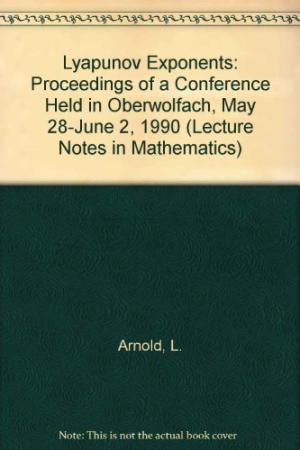 Lyapunov Exponents:
Proceedings of a Conference
Held in Oberwolfach, May
28-June 2, 1990 (Lecture
Notes in Mathematics)
Arnold, L.
Note: This is not the actual book cover